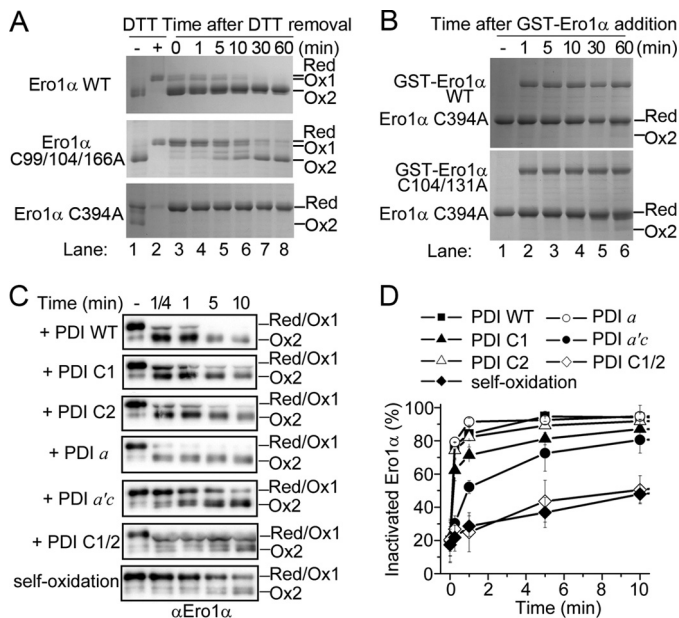 A
DTT Time after DTT removal
- + 0 1 5 10 30 60 (min)
Ero1α WT
Red
Ox1
Ox2
Ero1α
C99/104/166A
Red
Ox1
Ox2
Ero1α C394A
Red
Ox2
Lane: 1 2 3 4 5 6 7 8
B
Time after GST-Ero1α addition
- 1 5 10 30 60 (min)
GST-Ero1α
WT
Ero1α C394A
Red
Ox2
GST-Ero1α
C104/131A
Ero1α C394A
Red
Ox2
Lane: 1 2 3 4 5 6
C
Time (min) - 1/4 1 5 10
+ PDI WT
Red/Ox1
Ox2
+ PDI C1
Red/Ox1
Ox2
+ PDI C2
Red/Ox1
Ox2
+ PDI a
Red/Ox1
Ox2
+ PDI a'c
Red/Ox1
Ox2
+ PDI C1/2
Red/Ox1
Ox2
self-oxidation
Red/Ox1
Ox2
αEro1α
D
PDI WT PDI a
PDI C1 PDI a'c
PDI C2 PDI C1/2
self-oxidation
Inactivated Ero1α (%)
100
80
60
40
20
0
0 2 4 6 8 10
Time (min)